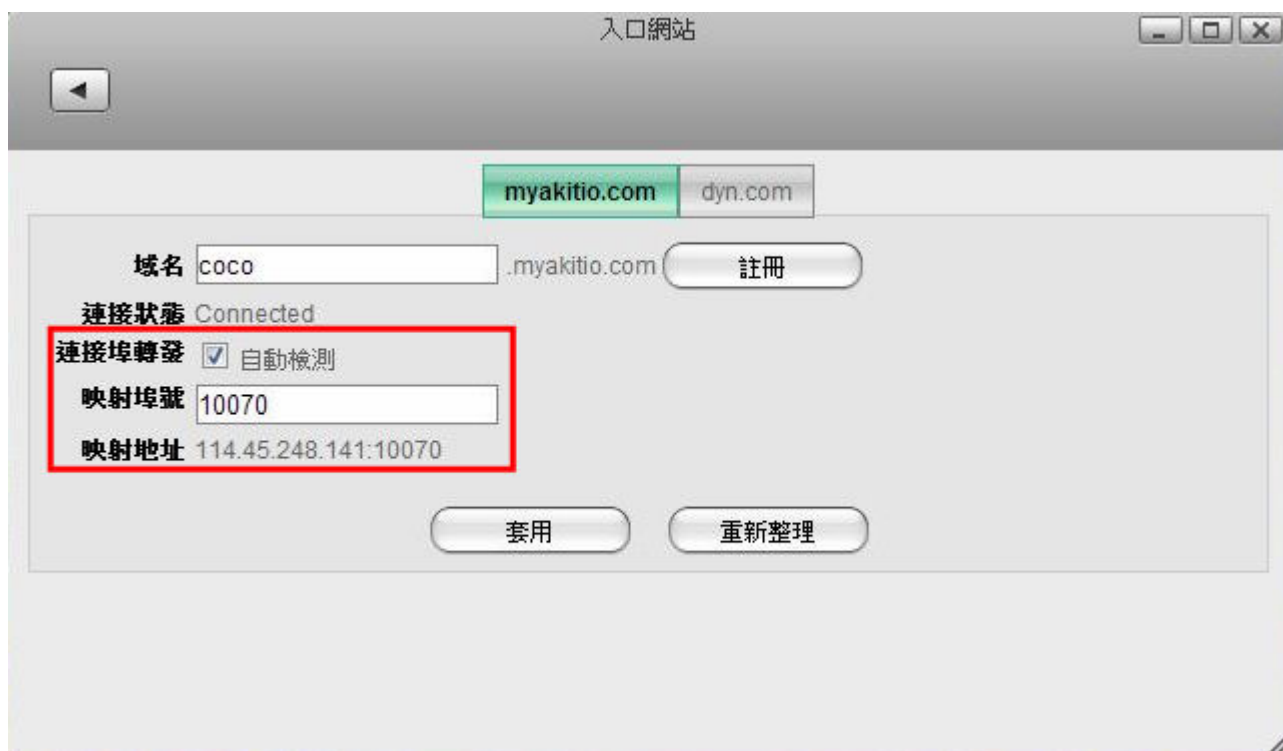 入口網站
myakitio.com dyn.com
域名 coco .myakitio.com 註冊
連接狀態 Connected
連接埠轉發 自動檢測
映射埠號 10070
映射地址 114.45.248.141:10070
套用 重新整理